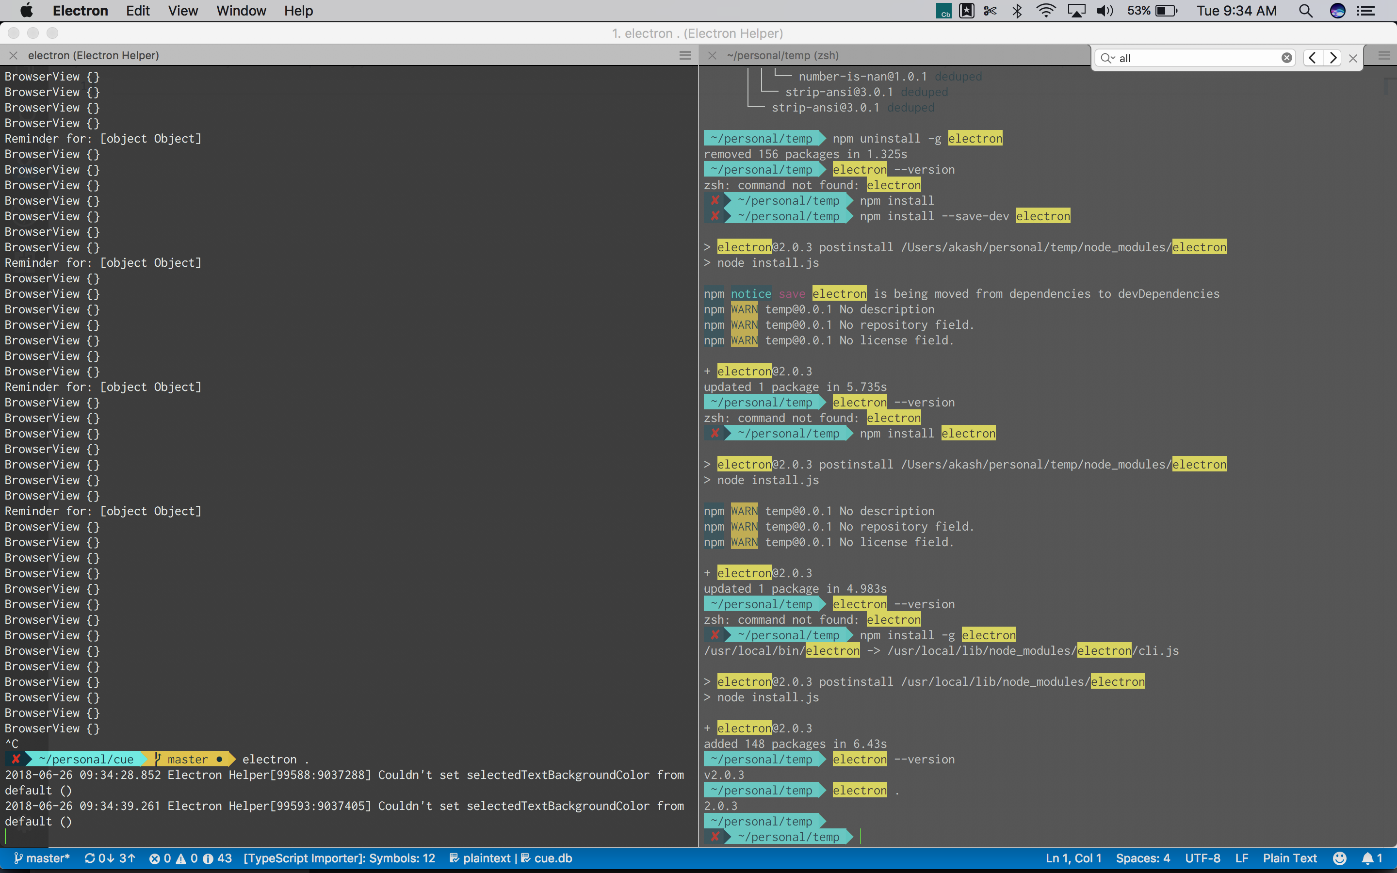 Electron Edit View Window Help
Cb 53% Tue 9:34 AM
1. electron . (Electron Helper)
electron (Electron Helper)
BrowserView {}
BrowserView {}
BrowserView {}
BrowserView {}
Reminder for: [object Object]
BrowserView {}
BrowserView {}
BrowserView {}
BrowserView {}
BrowserView {}
BrowserView {}
BrowserView {}
Reminder for: [object Object]
BrowserView {}
BrowserView {}
BrowserView {}
BrowserView {}
BrowserView {}
BrowserView {}
BrowserView {}
Reminder for: [object Object]
BrowserView {}
BrowserView {}
BrowserView {}
BrowserView {}
BrowserView {}
BrowserView {}
BrowserView {}
Reminder for: [object Object]
BrowserView {}
BrowserView {}
BrowserView {}
BrowserView {}
BrowserView {}
BrowserView {}
BrowserView {}
BrowserView {}
BrowserView {}
BrowserView {}
BrowserView {}
BrowserView {}
BrowserView {}
BrowserView {}
^C
✘ ~/personal/cue master ● electron .
2018-06-26 09:34:28.852 Electron Helper[99588:9037288] Couldn't set selectedTextBackgroundColor from
default ()
2018-06-26 09:34:39.261 Electron Helper[99593:9037405] Couldn't set selectedTextBackgroundColor from
default ()
~/personal/temp (zsh)
all
│ │ └── number-is-nan@1.0.1 deduped
│ └── strip-ansi@3.0.1 deduped
└── strip-ansi@3.0.1 deduped
~/personal/temp npm uninstall -g electron
removed 156 packages in 1.325s
~/personal/temp electron --version
zsh: command not found: electron
✘ ~/personal/temp npm install
✘ ~/personal/temp npm install --save-dev electron
> electron@2.0.3 postinstall /Users/akash/personal/temp/node_modules/electron
> node install.js
npm notice save electron is being moved from dependencies to devDependencies
npm WARN temp@0.0.1 No description
npm WARN temp@0.0.1 No repository field.
npm WARN temp@0.0.1 No license field.
+ electron@2.0.3
updated 1 package in 5.735s
~/personal/temp electron --version
zsh: command not found: electron
✘ ~/personal/temp npm install electron
> electron@2.0.3 postinstall /Users/akash/personal/temp/node_modules/electron
> node install.js
npm WARN temp@0.0.1 No description
npm WARN temp@0.0.1 No repository field.
npm WARN temp@0.0.1 No license field.
+ electron@2.0.3
updated 1 package in 4.983s
~/personal/temp electron --version
zsh: command not found: electron
✘ ~/personal/temp npm install -g electron
/usr/local/bin/electron -> /usr/local/lib/node_modules/electron/cli.js
> electron@2.0.3 postinstall /usr/local/lib/node_modules/electron
> node install.js
+ electron@2.0.3
added 148 packages in 6.43s
~/personal/temp electron --version
v2.0.3
~/personal/temp electron .
2.0.3
~/personal/temp
✘ ~/personal/temp
master* 0↓ 3↑ 0 0 43 [TypeScript Importer]: Symbols: 12 plaintext | cue.db Ln 1, Col 1 Spaces: 4 UTF-8 LF Plain Text 1